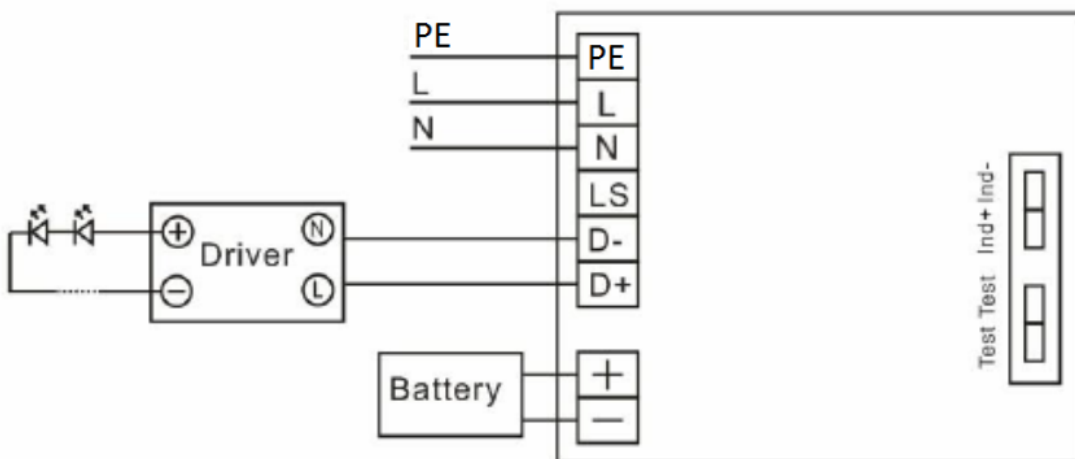 PE
PE
L
L
N
N
LS
D-
D+
+
Driver
N
−
L
Battery
+
−
Ind+ Ind-
Test Test